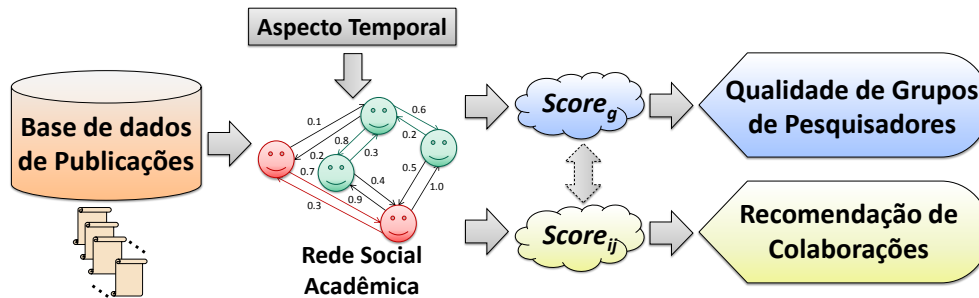 Aspecto Temporal
Base de dados
de Publicações
0.1
0.6
0.8
0.2
0.2
0.3
0.7
0.5
0.4
1.0
0.9
0.3
Rede Social
Acadêmica
Score_g
Qualidade de Grupos
de Pesquisadores
Score_ij
Recomendação de
Colaborações